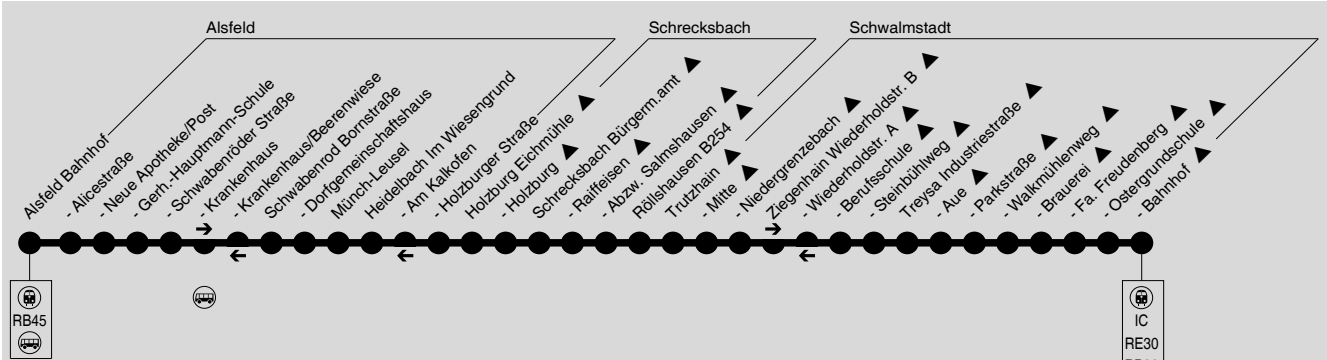 Alsfeld
Schrecksbach
Schwalmstadt
Alsfeld Bahnhof
- Alicestraße
- Neue Apotheke/Post
- Gerh.-Hauptmann-Schule
- Schwabenröder Straße
- Krankenhaus
- Krankenhaus/Beerenwiese
Schwabenrod Bornstraße
- Dorfgemeinschaftshaus
Münch-Leusel
Heidelbach Im Wiesengrund
- Am Kalkofen
- Holzburger Straße
Holzburg Eichmühle
- Holzburg
Schrecksbach Bürgerm.amt
- Raiffeisen
- Abzw. Salmshausen
Röllshausen B254
Trutzhain
- Mitte
- Niedergrenzebach
Ziegenhain Wiederholdstr. B
- Wiederholdstr. A
- Berufsschule
- Steinbühlweg
Treysa Industriestraße
- Aue
- Parkstraße
- Walkmühlenweg
- Brauerei
- Fa. Freudenberg
- Ostergrundschule
- Bahnhof
RB45
IC
RE30